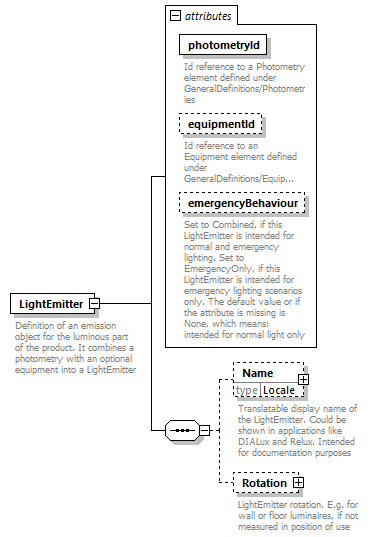 attributes
photometryId
Id reference to a Photometry
element defined under
GeneralDefinitions/Photometr
ies
equipmentId
Id reference to an
Equipment element defined
under
GeneralDefinitions/Equip...
emergencyBehaviour
Set to Combined, if this
LightEmitter is intended for
normal and emergency
lighting. Set to
EmergencyOnly, if this
LightEmitter is intended for
emergency lighting scenarios
only. The default value or if
the attribute is missing is
None, which means:
intended for normal light only
LightEmitter
Definition of an emission
object for the luminous part
of the product. It combines a
photometry with an optional
equipment into a LightEmitter
Name
type Locale
Translatable display name of
the LightEmitter. Could be
shown in applications like
DIALux and Relux. Intended
for documentation purposes
Rotation
LightEmitter rotation. E.g. for
wall or floor luminaires, if not
measured in position of use